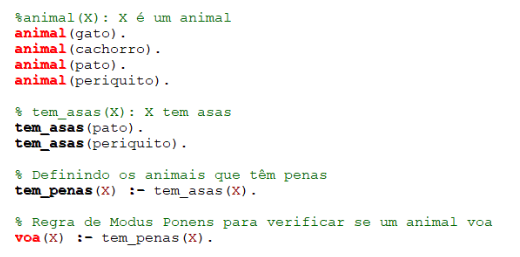 %animal(X): X é um animal
animal(gato).
animal(cachorro).
animal(pato).
animal(periquito).
% tem_asas(X): X tem asas
tem_asas(pato).
tem_asas(periquito).
% Definindo os animais que têm penas
tem_penas(X) :- tem_asas(X).
% Regra de Modus Ponens para verificar se um animal voa
voa(X) :- tem_penas(X).